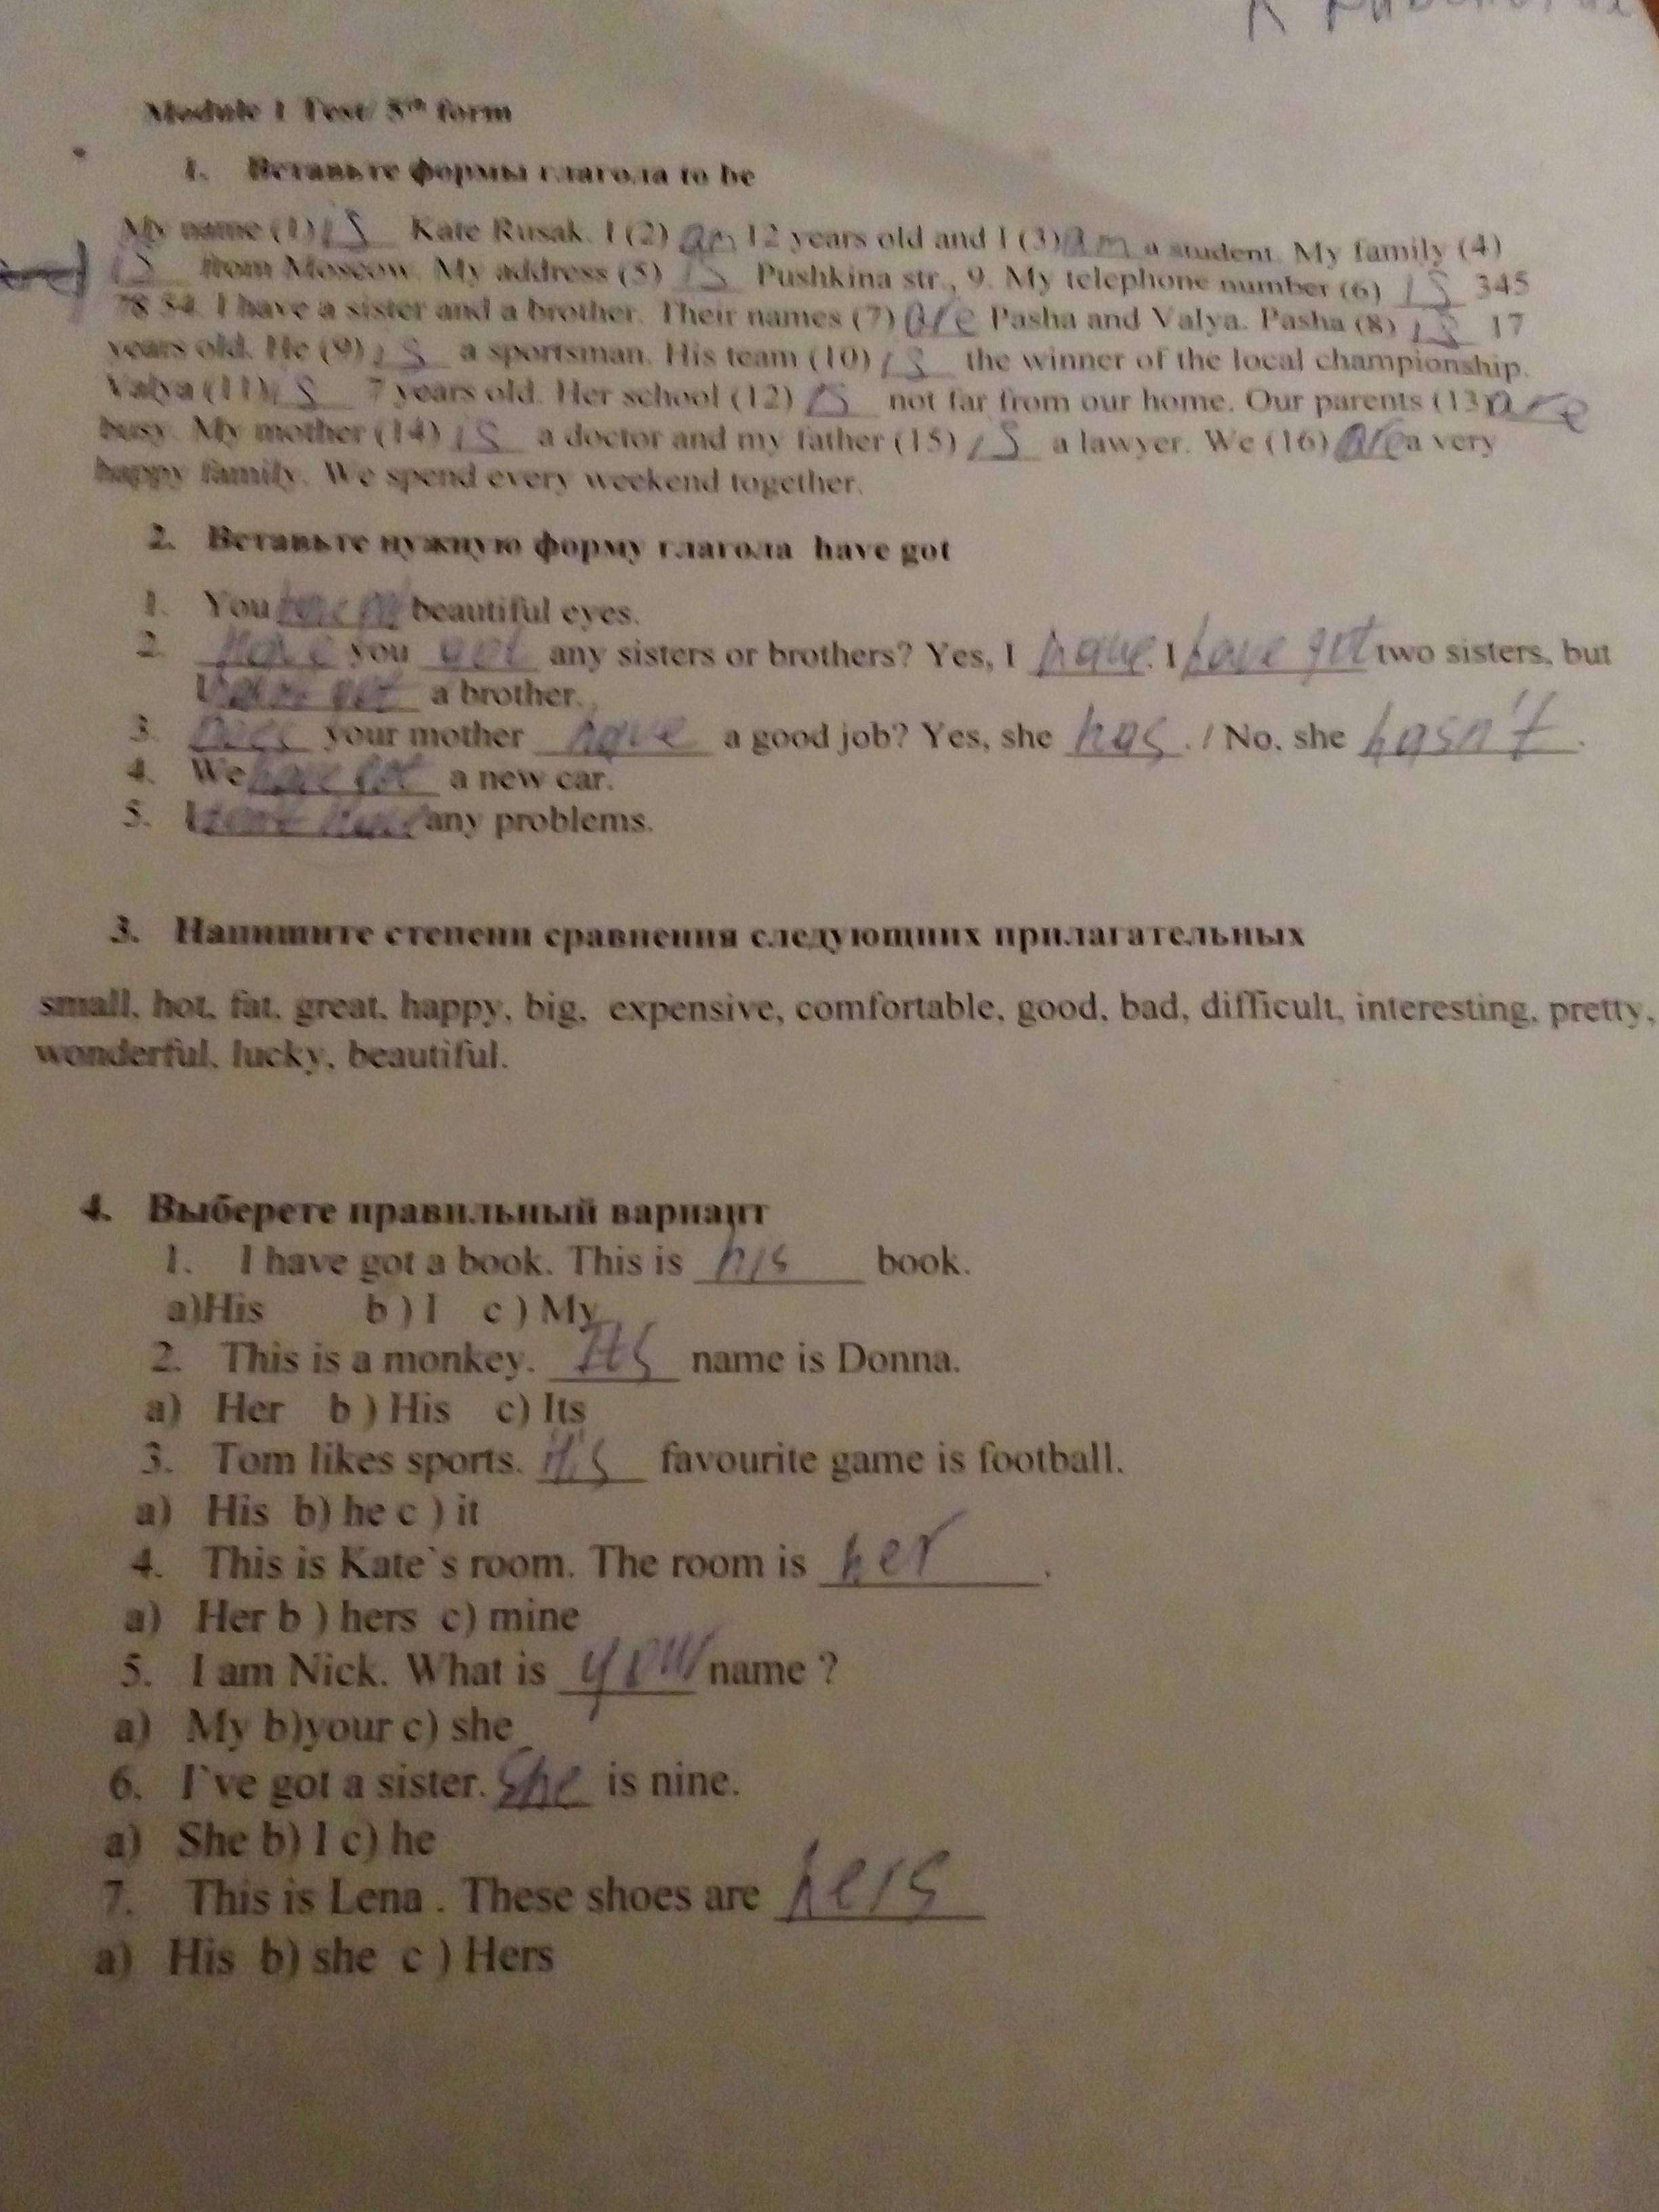 Module 1 Test/ 5th form
1. Вставьте формы глагола to be
My name (1) is Kate Rusak. I (2) am 12 years old and I (3) am a student. My family (4)
is from Moscow. My address (5) is Pushkina str., 9. My telephone number (6) is 345
78 54. I have a sister and a brother. Their names (7) are Pasha and Valya. Pasha (8) is 17
years old. He (9) is a sportsman. His team (10) is the winner of the local championship.
Valya (11) is 7 years old. Her school (12) is not far from our home. Our parents (13) are
busy. My mother (14) is a doctor and my father (15) is a lawyer. We (16) are a very
happy family. We spend every weekend together.
2. Вставьте нужную форму глагола have got
1. You beautiful eyes.
2. Have you got any sisters or brothers? Yes, I have. I have got two sisters, but
I got a brother.
3. Does your mother have a good job? Yes, she has. / No, she hasn't.
4. We have got a new car.
5. I have any problems.
3. Напишите степени сравнения следующних прилагательных
small, hot, fat, great, happy, big, expensive, comfortable, good, bad, difficult, interesting, pretty,
wonderful, lucky, beautiful.
4. Выберете правильный вариант
1. I have got a book. This is his book.
a)His b ) I c ) My
2. This is a monkey. Its name is Donna.
a) Her b ) His c) Its
3. Tom likes sports. favourite game is football.
a) His b) he c ) it
4. This is Kate`s room. The room is her.
a) Her b ) hers c) mine
5. I am Nick. What is your name ?
a) My b)your c) she
6. I`ve got a sister. She is nine.
a) She b) I c) he
7. This is Lena . These shoes are hers
a) His b) she c ) Hers